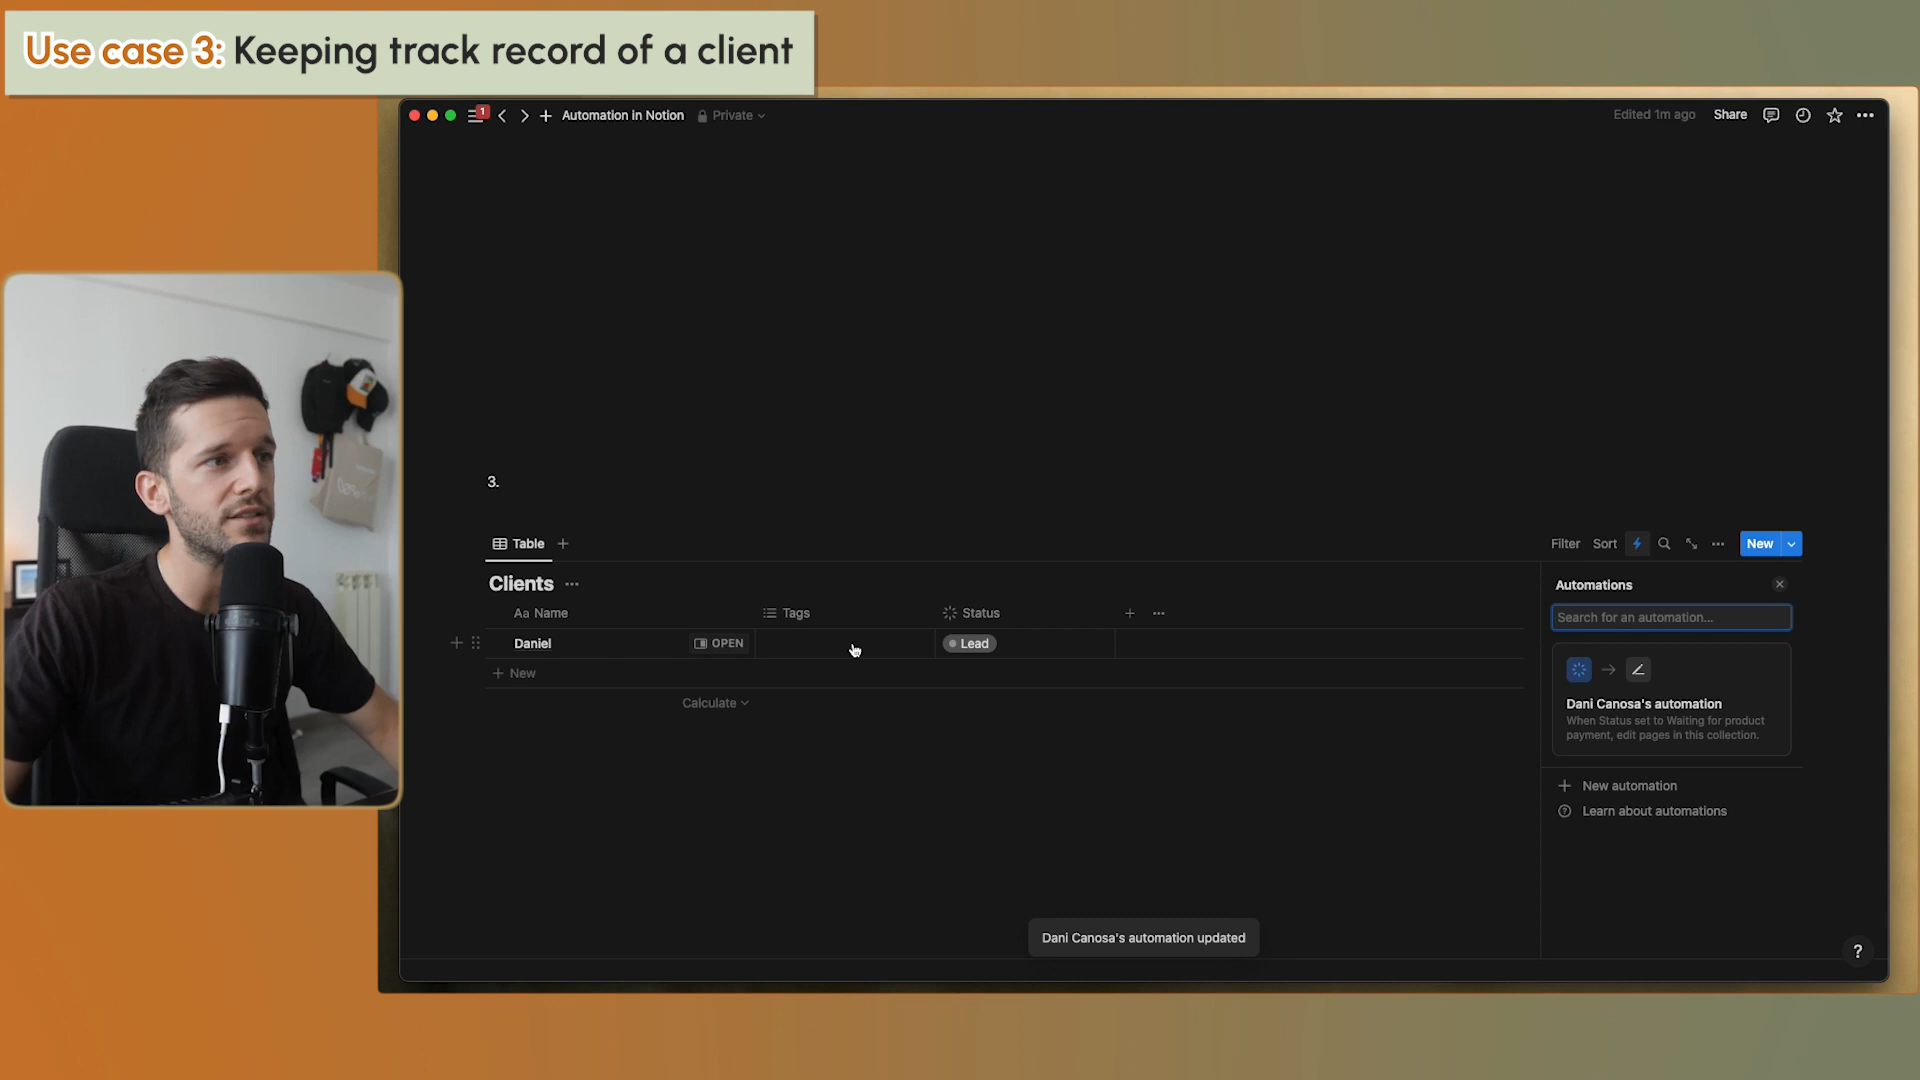 Use case 3: Keeping track record of a client
1
Automation in Notion
Private
Edited 1m ago
Share
3.
Table
Filter
Sort
New
Clients
Automations
Search for an automation...
Aa Name
Tags
Status
Daniel
OPEN
Lead
New
Calculate
Dani Canosa's automation
When Status set to Waiting for product
payment, edit pages in this collection.
New automation
Learn about automations
Dani Canosa's automation updated
?